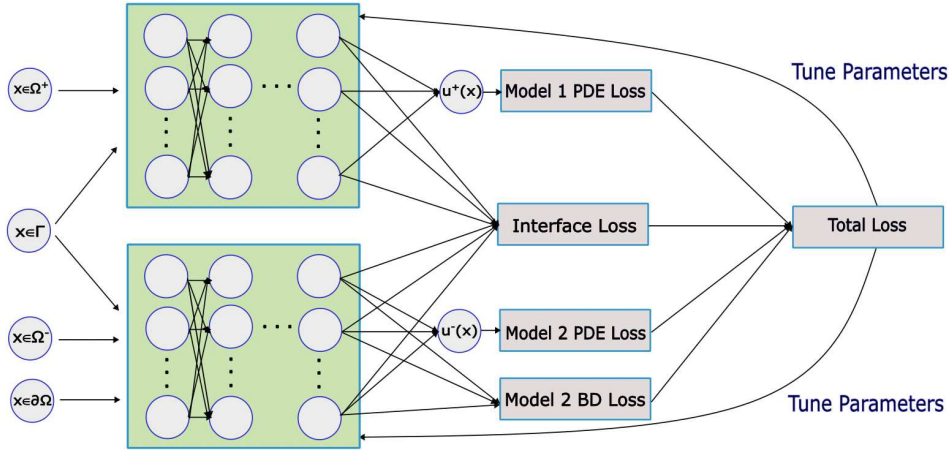 Tune Parameters
x∈Ω⁺
u⁺(x)
Model 1 PDE Loss
x∈Γ
Interface Loss
Total Loss
x∈Ω⁻
u⁻(x)
Model 2 PDE Loss
x∈∂Ω
Model 2 BD Loss
Tune Parameters